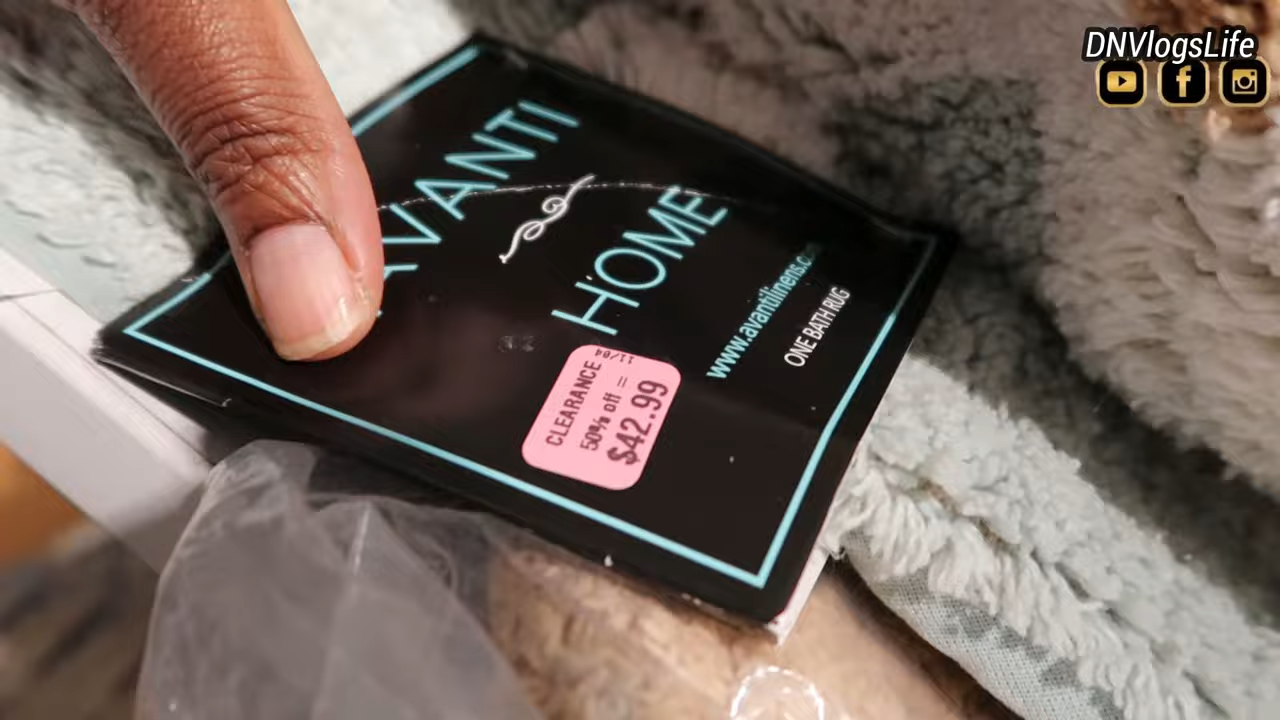 DNVlogsLife
AVANTI
HOME
www.avantilinens.c
ONE BATH RUG
11/04
CLEARANCE
50% off =
$42.99